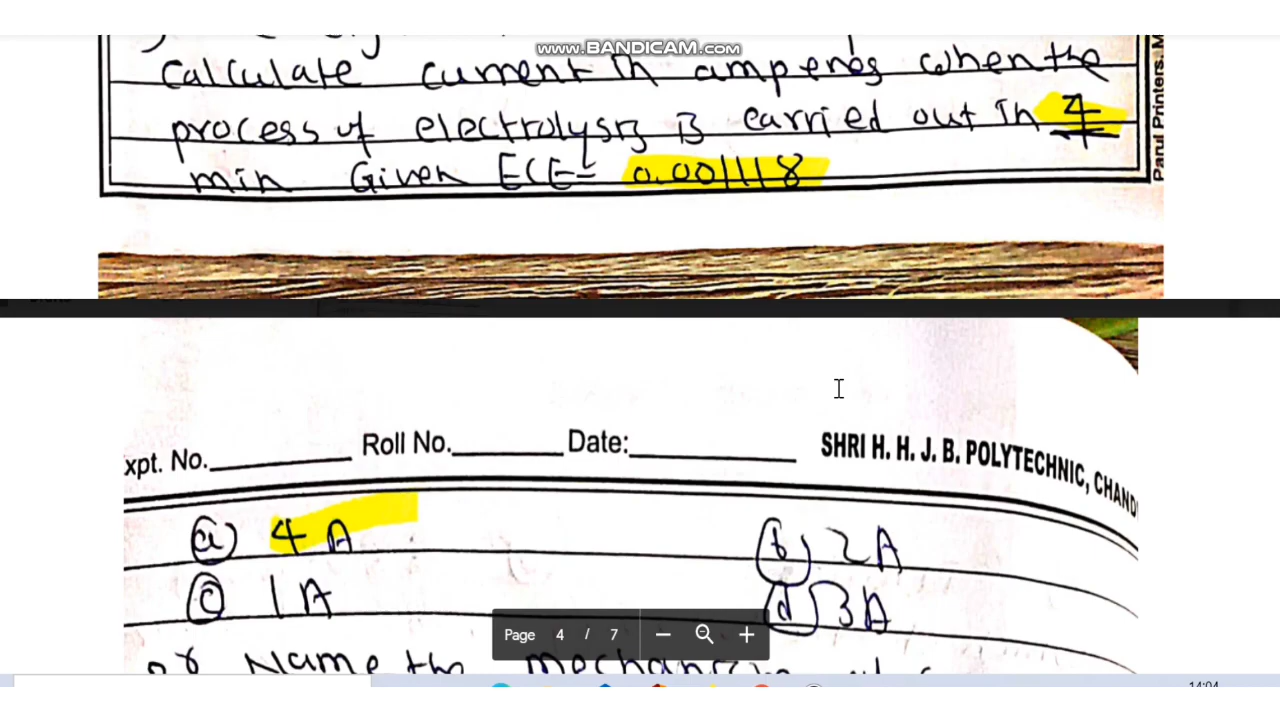 www.BANDICAM.com
Calculate current in amperes when the
process of electrolysis is carried out in 4
min Given ECE= 0.001118
Parul Printers.M
xpt. No. Roll No. Date: SHRI H. H. J. B. POLYTECHNIC, CHAND
(a) 4 A (b) 2 A
(c) 1 A (d) 3 A
Page 4 / 7
Name the
14:04